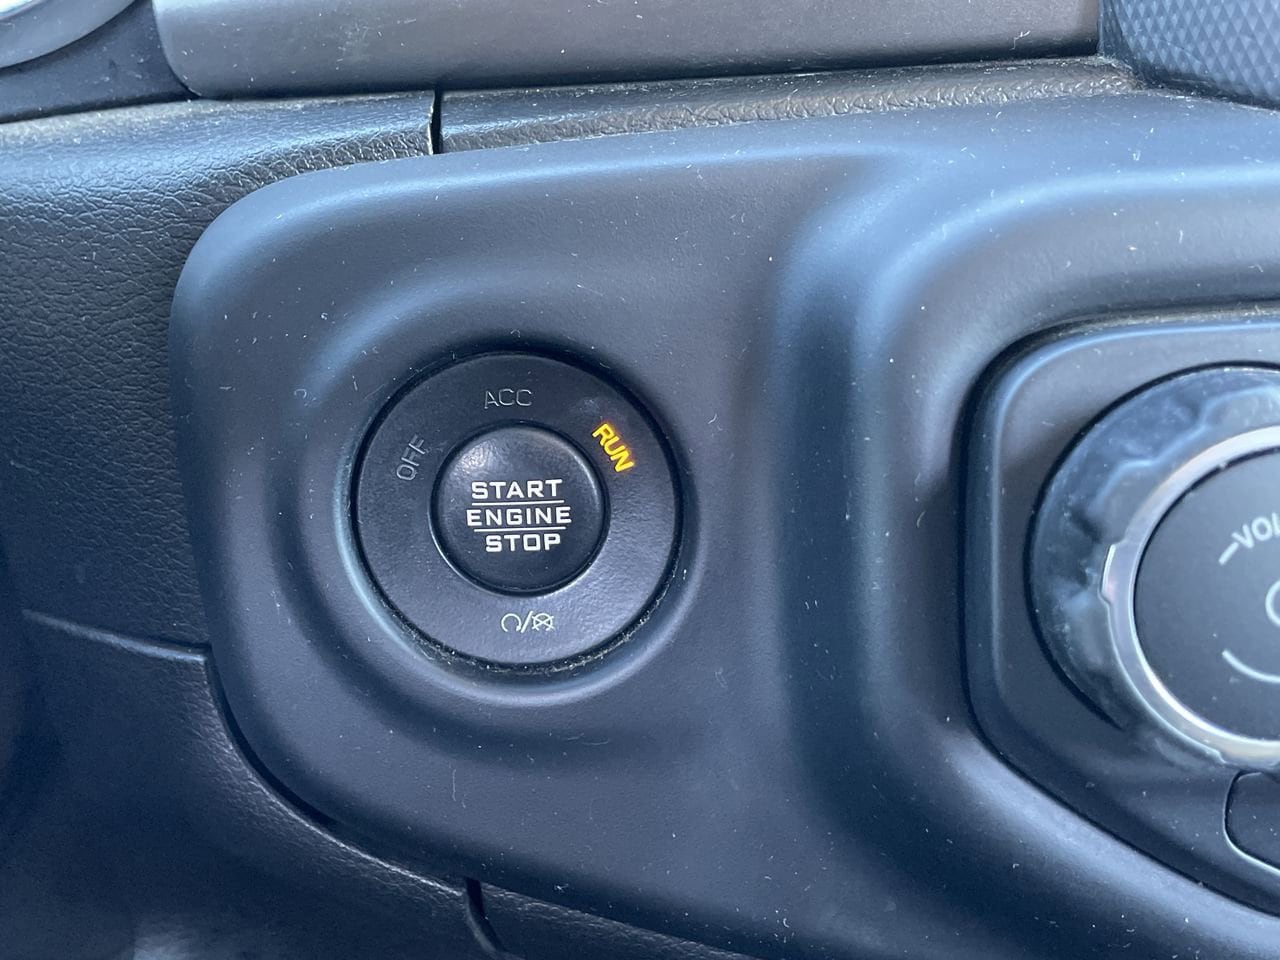 ACC
OFF
RUN
START
ENGINE
STOP